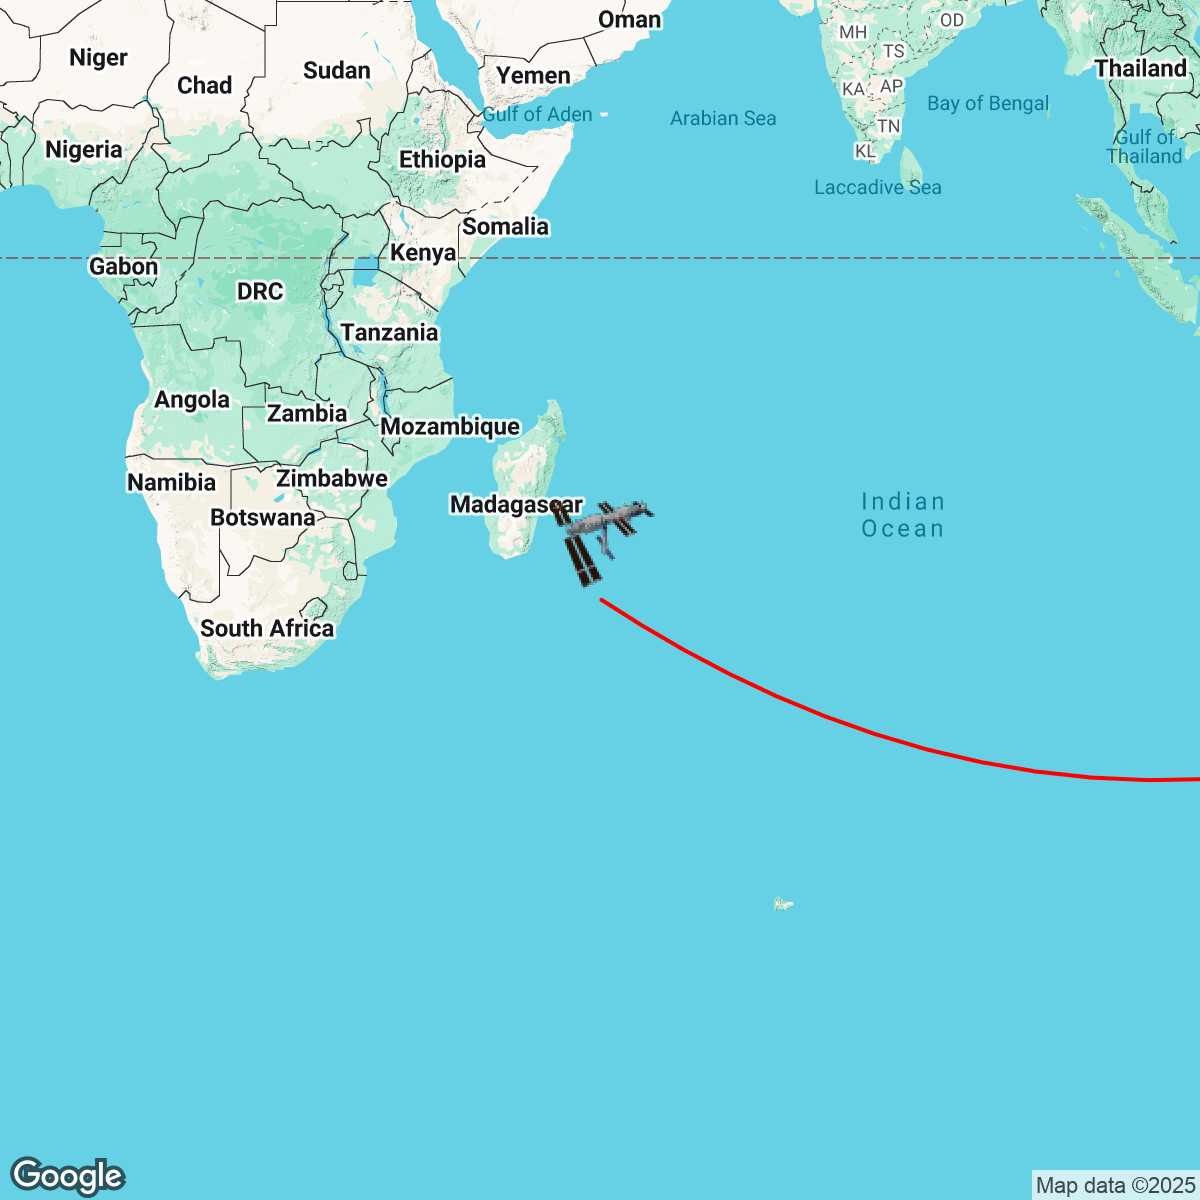 Oman
Niger
Chad
Sudan
Yemen
MH
TS
OD
KA
AP
Thailand
Gulf of Aden
Arabian Sea
Bay of Bengal
TN
Nigeria
Ethiopia
KL
Gulf of
Thailand
Laccadive Sea
Somalia
Kenya
Gabon
DRC
Tanzania
Angola
Zambia
Mozambique
Namibia
Zimbabwe
Botswana
Madagascar
Indian
Ocean
South Africa
Google
Map data ©2025